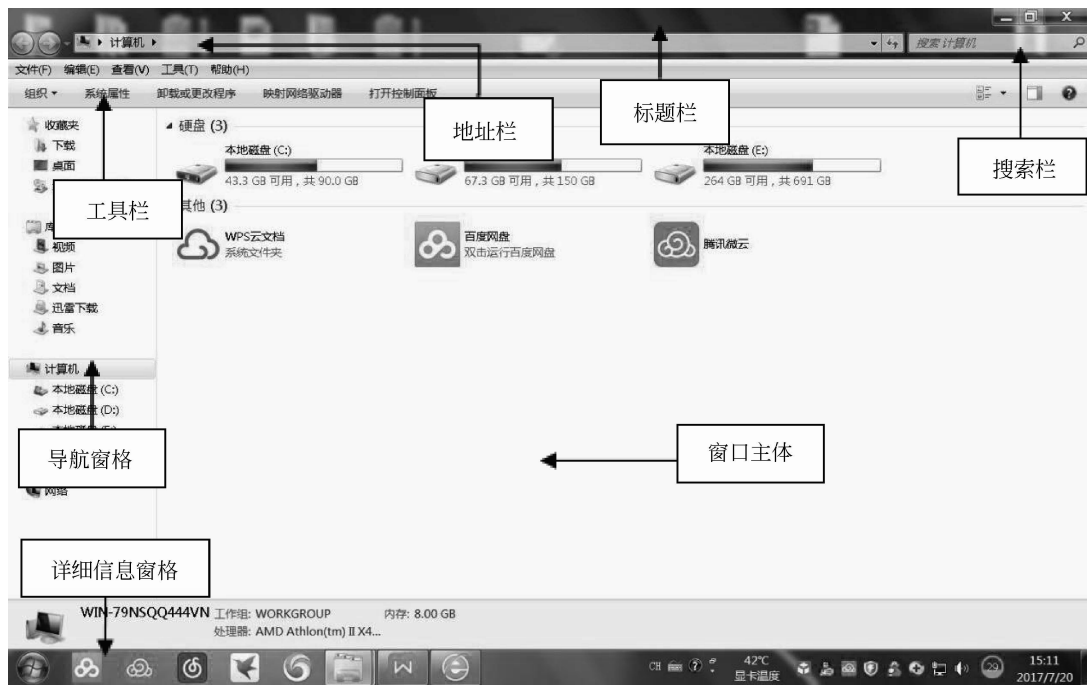 计算机
搜索 计算机
文件(F) 编辑(E) 查看(V) 工具(T) 帮助(H)
组织 系统属性 卸载或更改程序 映射网络驱动器 打开控制面板
标题栏
地址栏
搜索栏
工具栏
收藏夹
下载
桌面
库
视频
图片
文档
迅雷下载
音乐
计算机
本地磁盘 (C:)
本地磁盘 (D:)
导航窗格
网络
硬盘 (3)
本地磁盘 (C:)
43.3 GB 可用，共 90.0 GB
67.3 GB 可用，共 150 GB
本地磁盘 (E:)
264 GB 可用，共 691 GB
其他 (3)
WPS云文档
系统文件夹
百度网盘
双击运行百度网盘
腾讯微云
窗口主体
详细信息窗格
WIN-79NSQQ444VN 工作组: WORKGROUP 内存: 8.00 GB
处理器: AMD Athlon(tm) II X4...
CH
42℃
显卡温度
29
15:11
2017/7/20